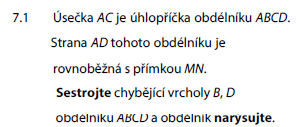 7.1 Úsečka AC je úhlopříčka obdélníku ABCD.
Strana AD tohoto obdélníku je
rovnoběžná s přímkou MN.
Sestrojte chybějící vrcholy B, D
obdélníku ABCD a obdélník narysujte.